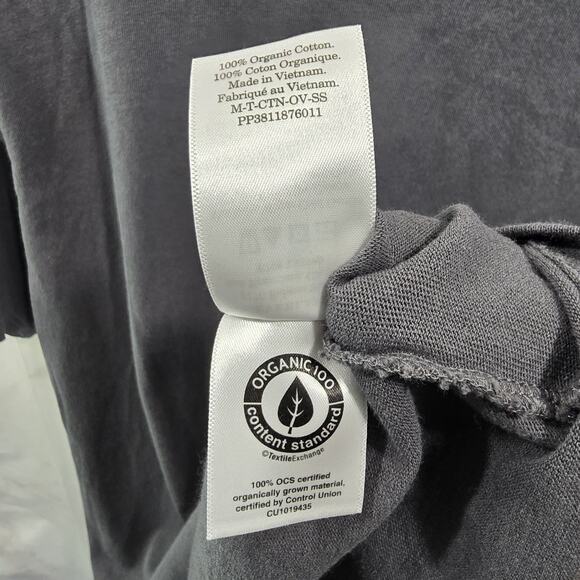 100% Organic Cotton.
100% Coton Organique.
Made in Vietnam.
Fabriqué au Vietnam.
M-T-CTN-OV-SS
PP3811876011
ORGANIC 100
content standard
©TextileExchange
100% OCS certified
organically grown material,
certified by Control Union
CU1019435